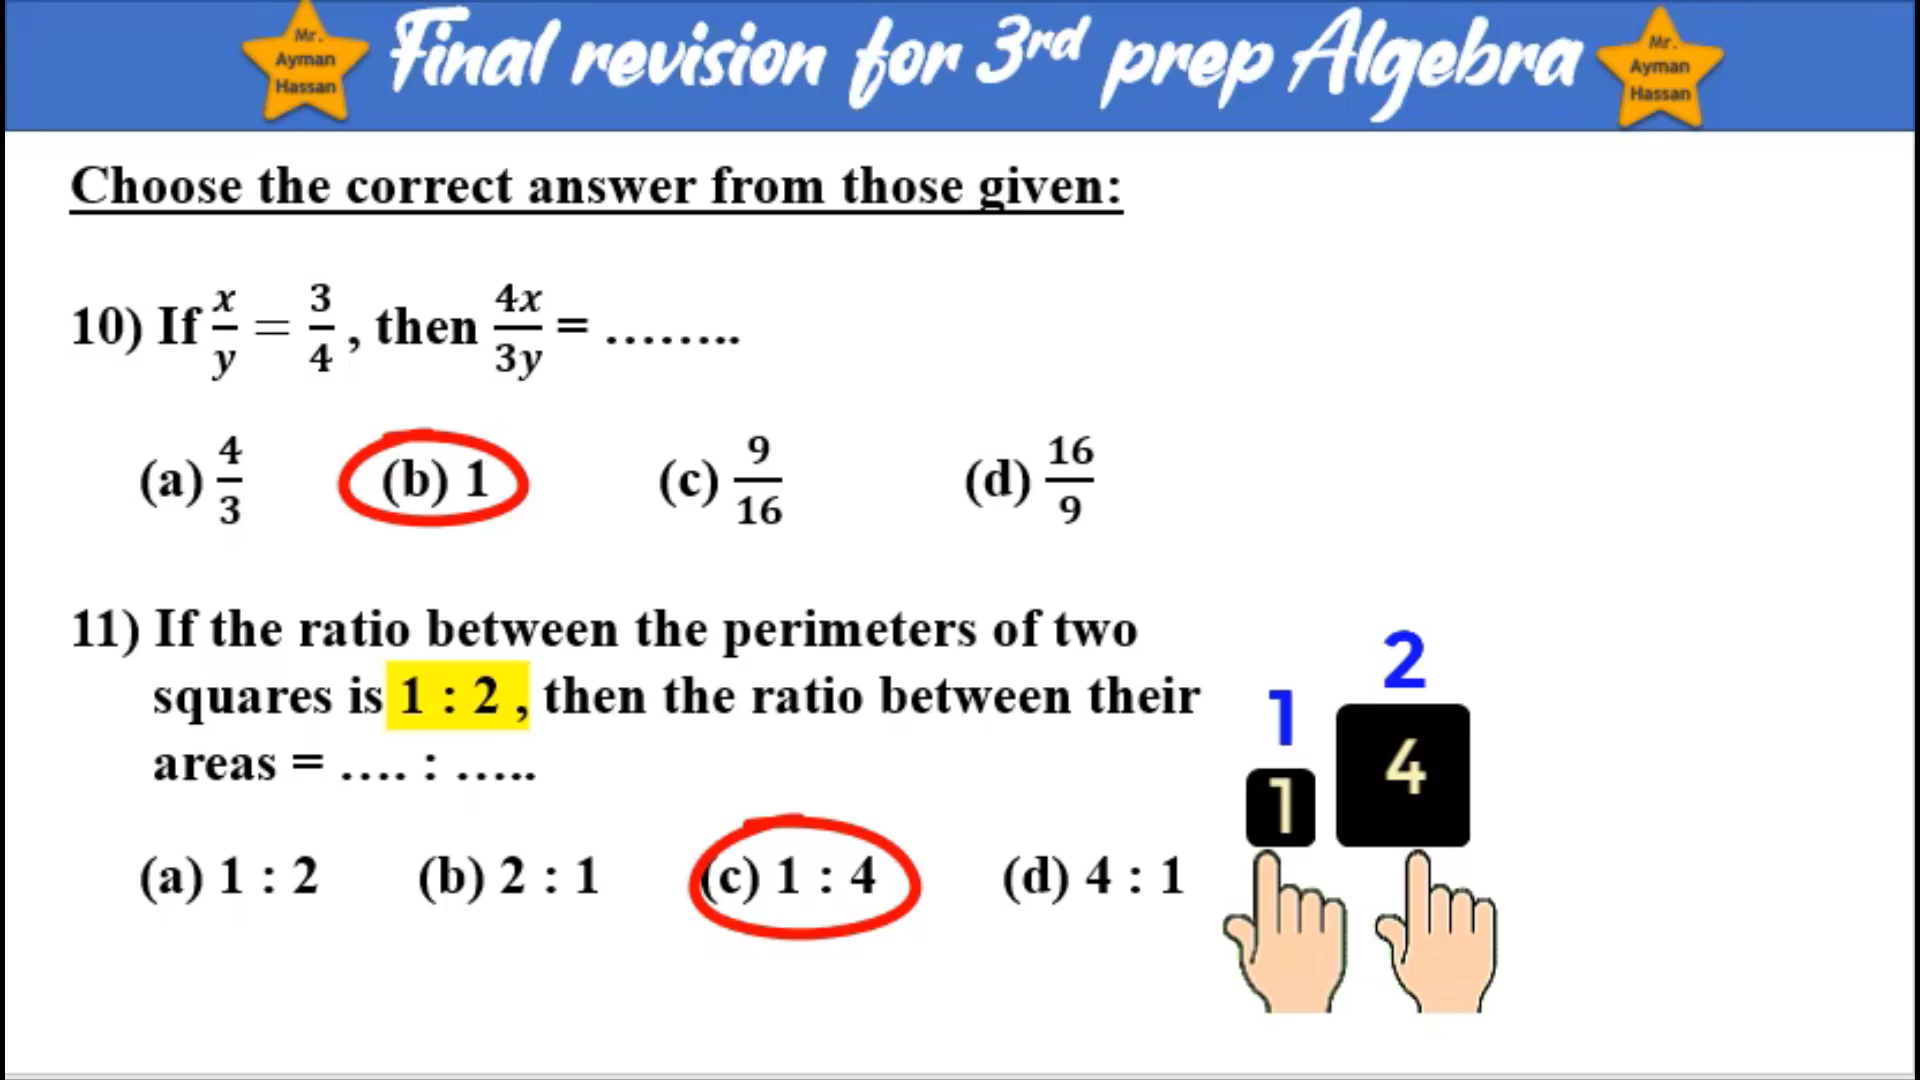 Mr.
Ayman
Hassan
Final revision for 3rd prep Algebra
Mr.
Ayman
Hassan
Choose the correct answer from those given:
10) If x/y = 3/4 , then 4x/3y = ........
(a) 4/3 (b) 1 (c) 9/16 (d) 16/9
11) If the ratio between the perimeters of two
squares is 1 : 2 , then the ratio between their
areas = .... : .....
(a) 1 : 2 (b) 2 : 1 (c) 1 : 4 (d) 4 : 1
1 2
1 4